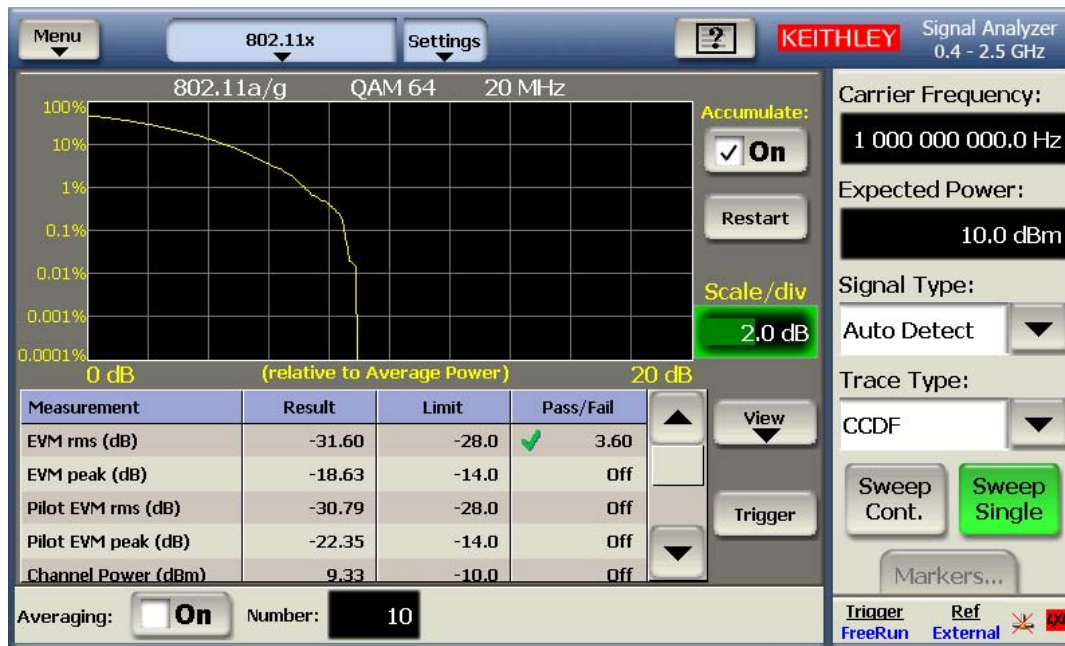 Menu
802.11x
Settings
?
KEITHLEY
Signal Analyzer
0.4 - 2.5 GHz
802.11a/g QAM 64 20 MHz
100%
10%
1%
0.1%
0.01%
0.001%
0.0001%
0 dB (relative to Average Power) 20 dB
Accumulate:
On
Restart
Scale/div
2.0 dB
Measurement Result Limit Pass/Fail
EVM rms (dB) -31.60 -28.0 3.60
EVM peak (dB) -18.63 -14.0 Off
Pilot EVM rms (dB) -30.79 -28.0 Off
Pilot EVM peak (dB) -22.35 -14.0 Off
Channel Power (dBm) 9.33 -10.0 Off
View
Trigger
Averaging: On Number: 10
Carrier Frequency:
1 000 000 000.0 Hz
Expected Power:
10.0 dBm
Signal Type:
Auto Detect
Trace Type:
CCDF
Sweep Cont.
Sweep Single
Markers...
Trigger Ref
FreeRun External